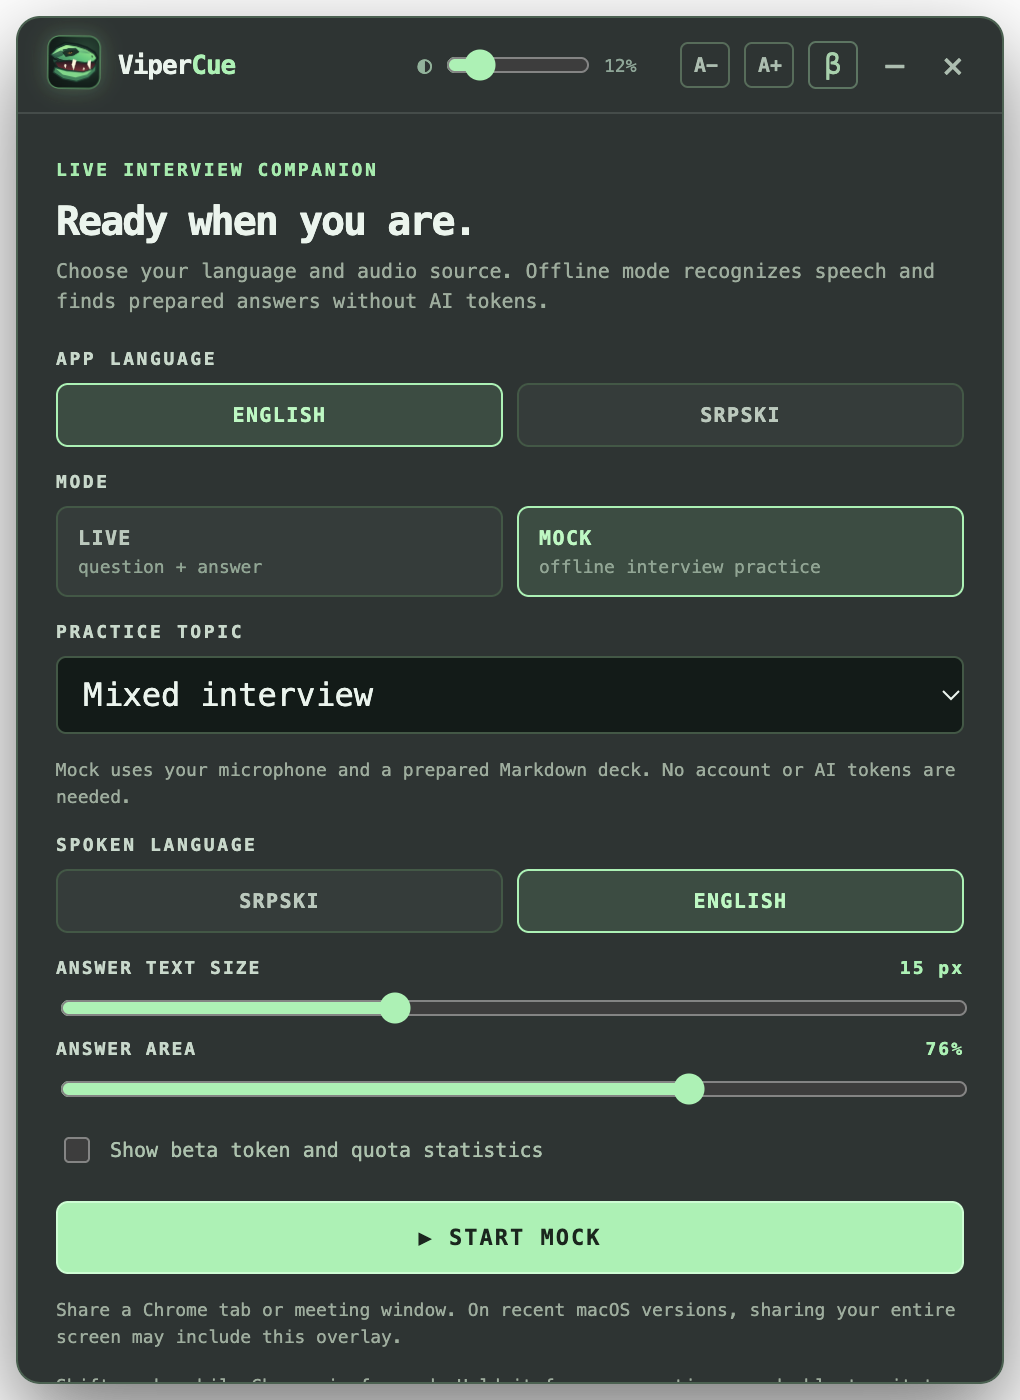 ViperCue
12%
A−
A+
β
LIVE INTERVIEW COMPANION
Ready when you are.
Choose your language and audio source. Offline mode recognizes speech and
finds prepared answers without AI tokens.
APP LANGUAGE
ENGLISH
SRPSKI
MODE
LIVE
question + answer
MOCK
offline interview practice
PRACTICE TOPIC
Mixed interview
Mock uses your microphone and a prepared Markdown deck. No account or AI tokens are
needed.
SPOKEN LANGUAGE
SRPSKI
ENGLISH
ANSWER TEXT SIZE
15 px
ANSWER AREA
76%
Show beta token and quota statistics
▶ START MOCK
Share a Chrome tab or meeting window. On recent macOS versions, sharing your entire
screen may include this overlay.